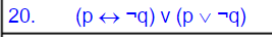 20. (p ↔ ¬q) v (p ∨ ¬q)